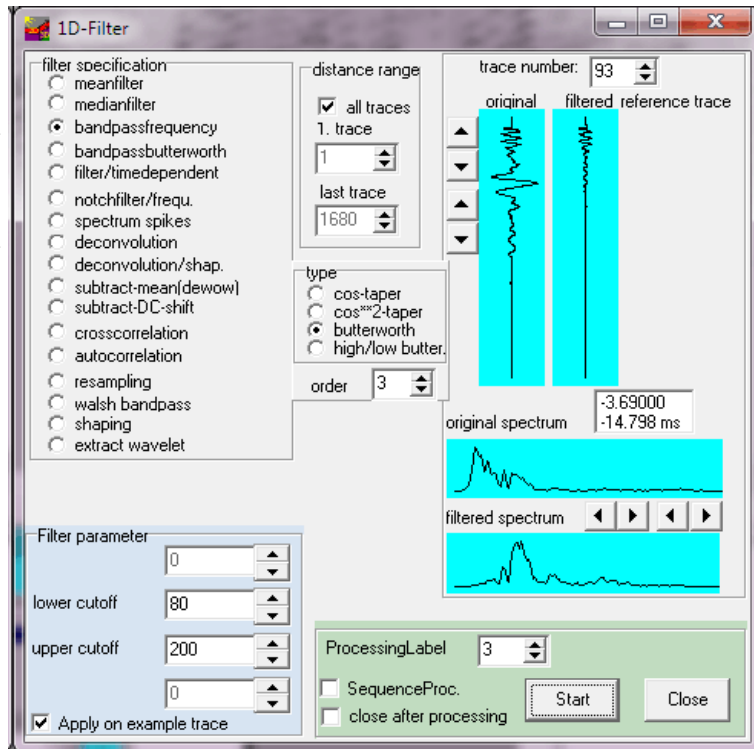 1D-Filter
filter specification
meanfilter
medianfilter
bandpassfrequency
bandpassbutterworth
filter/timedependent
notchfilter/frequ.
spectrum spikes
deconvolution
deconvolution/shap.
subtract-mean(dewow)
subtract-DC-shift
crosscorrelation
autocorrelation
resampling
walsh bandpass
shaping
extract wavelet
distance range
all traces
1. trace
1
last trace
1680
type
cos-taper
cos**2-taper
butterworth
high/low butter.
order 3
trace number: 93
original filtered reference trace
-3.69000
-14.798 ms
original spectrum
filtered spectrum
Filter parameter
0
lower cutoff 80
upper cutoff 200
0
Apply on example trace
ProcessingLabel 3
SequenceProc.
close after processing
Start
Close